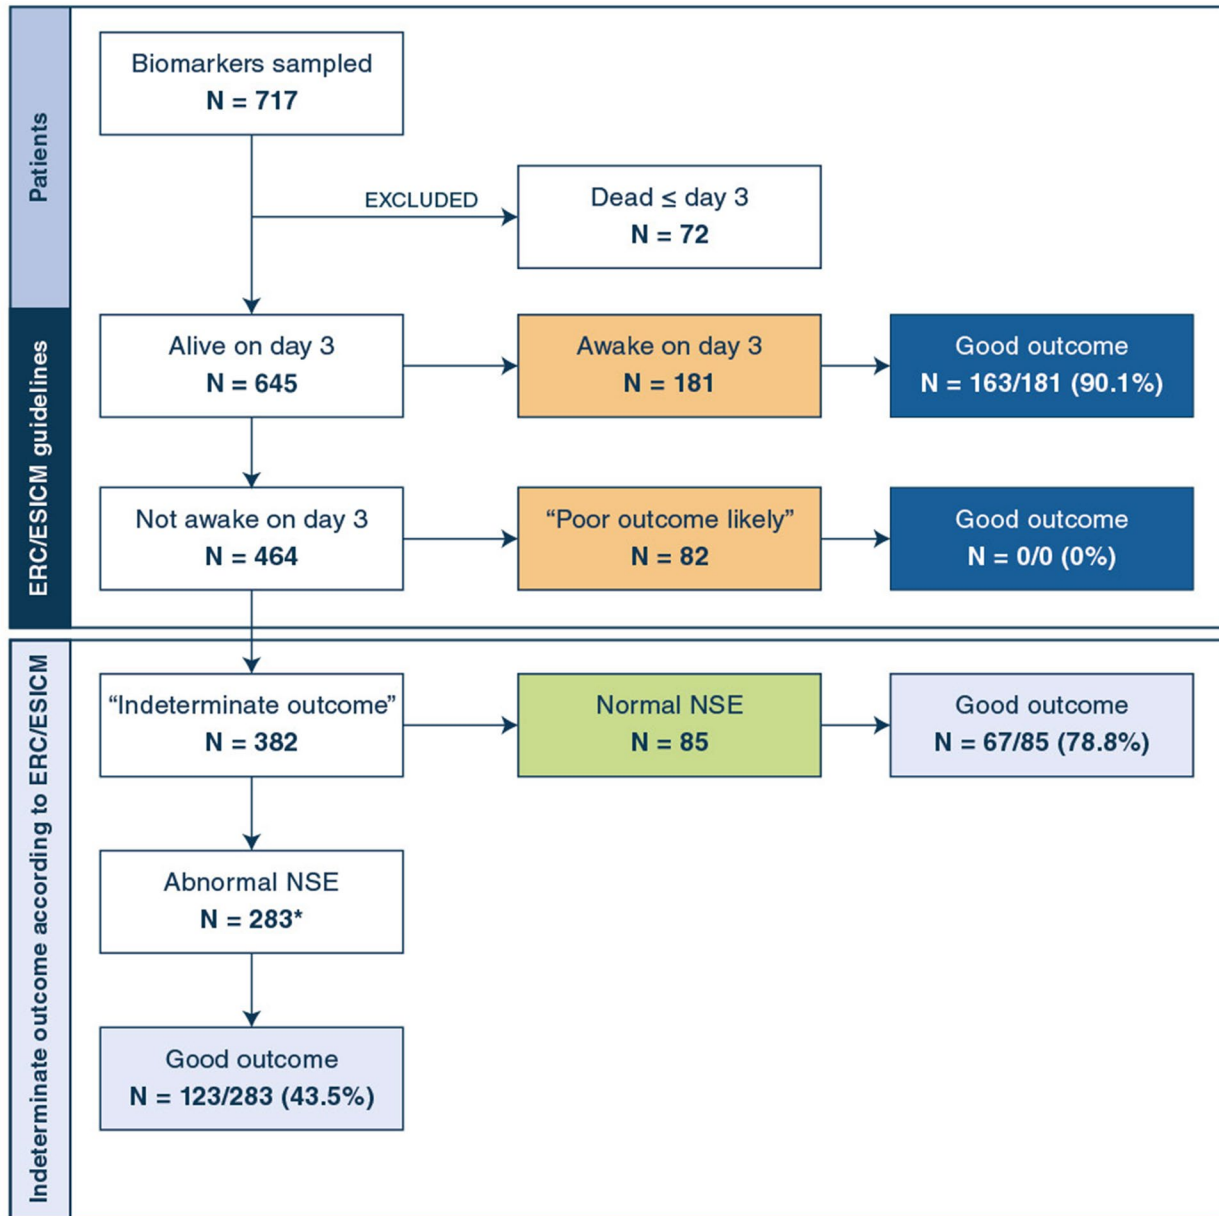 Patients
Biomarkers sampled
N = 717
EXCLUDED
Dead ≤ day 3
N = 72
ERC/ESICM guidelines
Alive on day 3
N = 645
Awake on day 3
N = 181
Good outcome
N = 163/181 (90.1%)
Not awake on day 3
N = 464
“Poor outcome likely”
N = 82
Good outcome
N = 0/0 (0%)
Indeterminate outcome according to ERC/ESICM
“Indeterminate outcome”
N = 382
Normal NSE
N = 85
Good outcome
N = 67/85 (78.8%)
Abnormal NSE
N = 283*
Good outcome
N = 123/283 (43.5%)